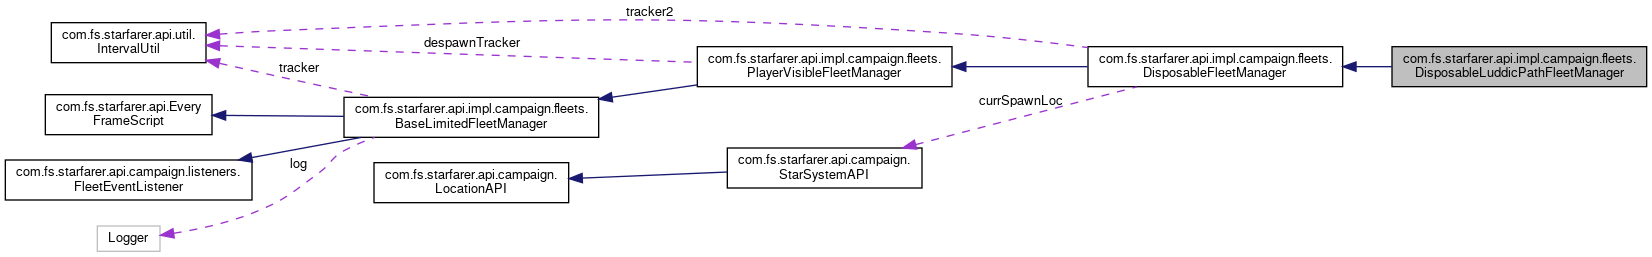 tracker2
com.fs.starfarer.api.util.
IntervalUtil
despawnTracker
com.fs.starfarer.api.impl.campaign.fleets.
PlayerVisibleFleetManager
com.fs.starfarer.api.impl.campaign.fleets.
DisposableFleetManager
com.fs.starfarer.api.impl.campaign.fleets.
DisposableLuddicPathFleetManager
tracker
com.fs.starfarer.api.Every
FrameScript
com.fs.starfarer.api.impl.campaign.fleets.
BaseLimitedFleetManager
currSpawnLoc
com.fs.starfarer.api.campaign.listeners.
FleetEventListener
log
com.fs.starfarer.api.campaign.
LocationAPI
com.fs.starfarer.api.campaign.
StarSystemAPI
Logger